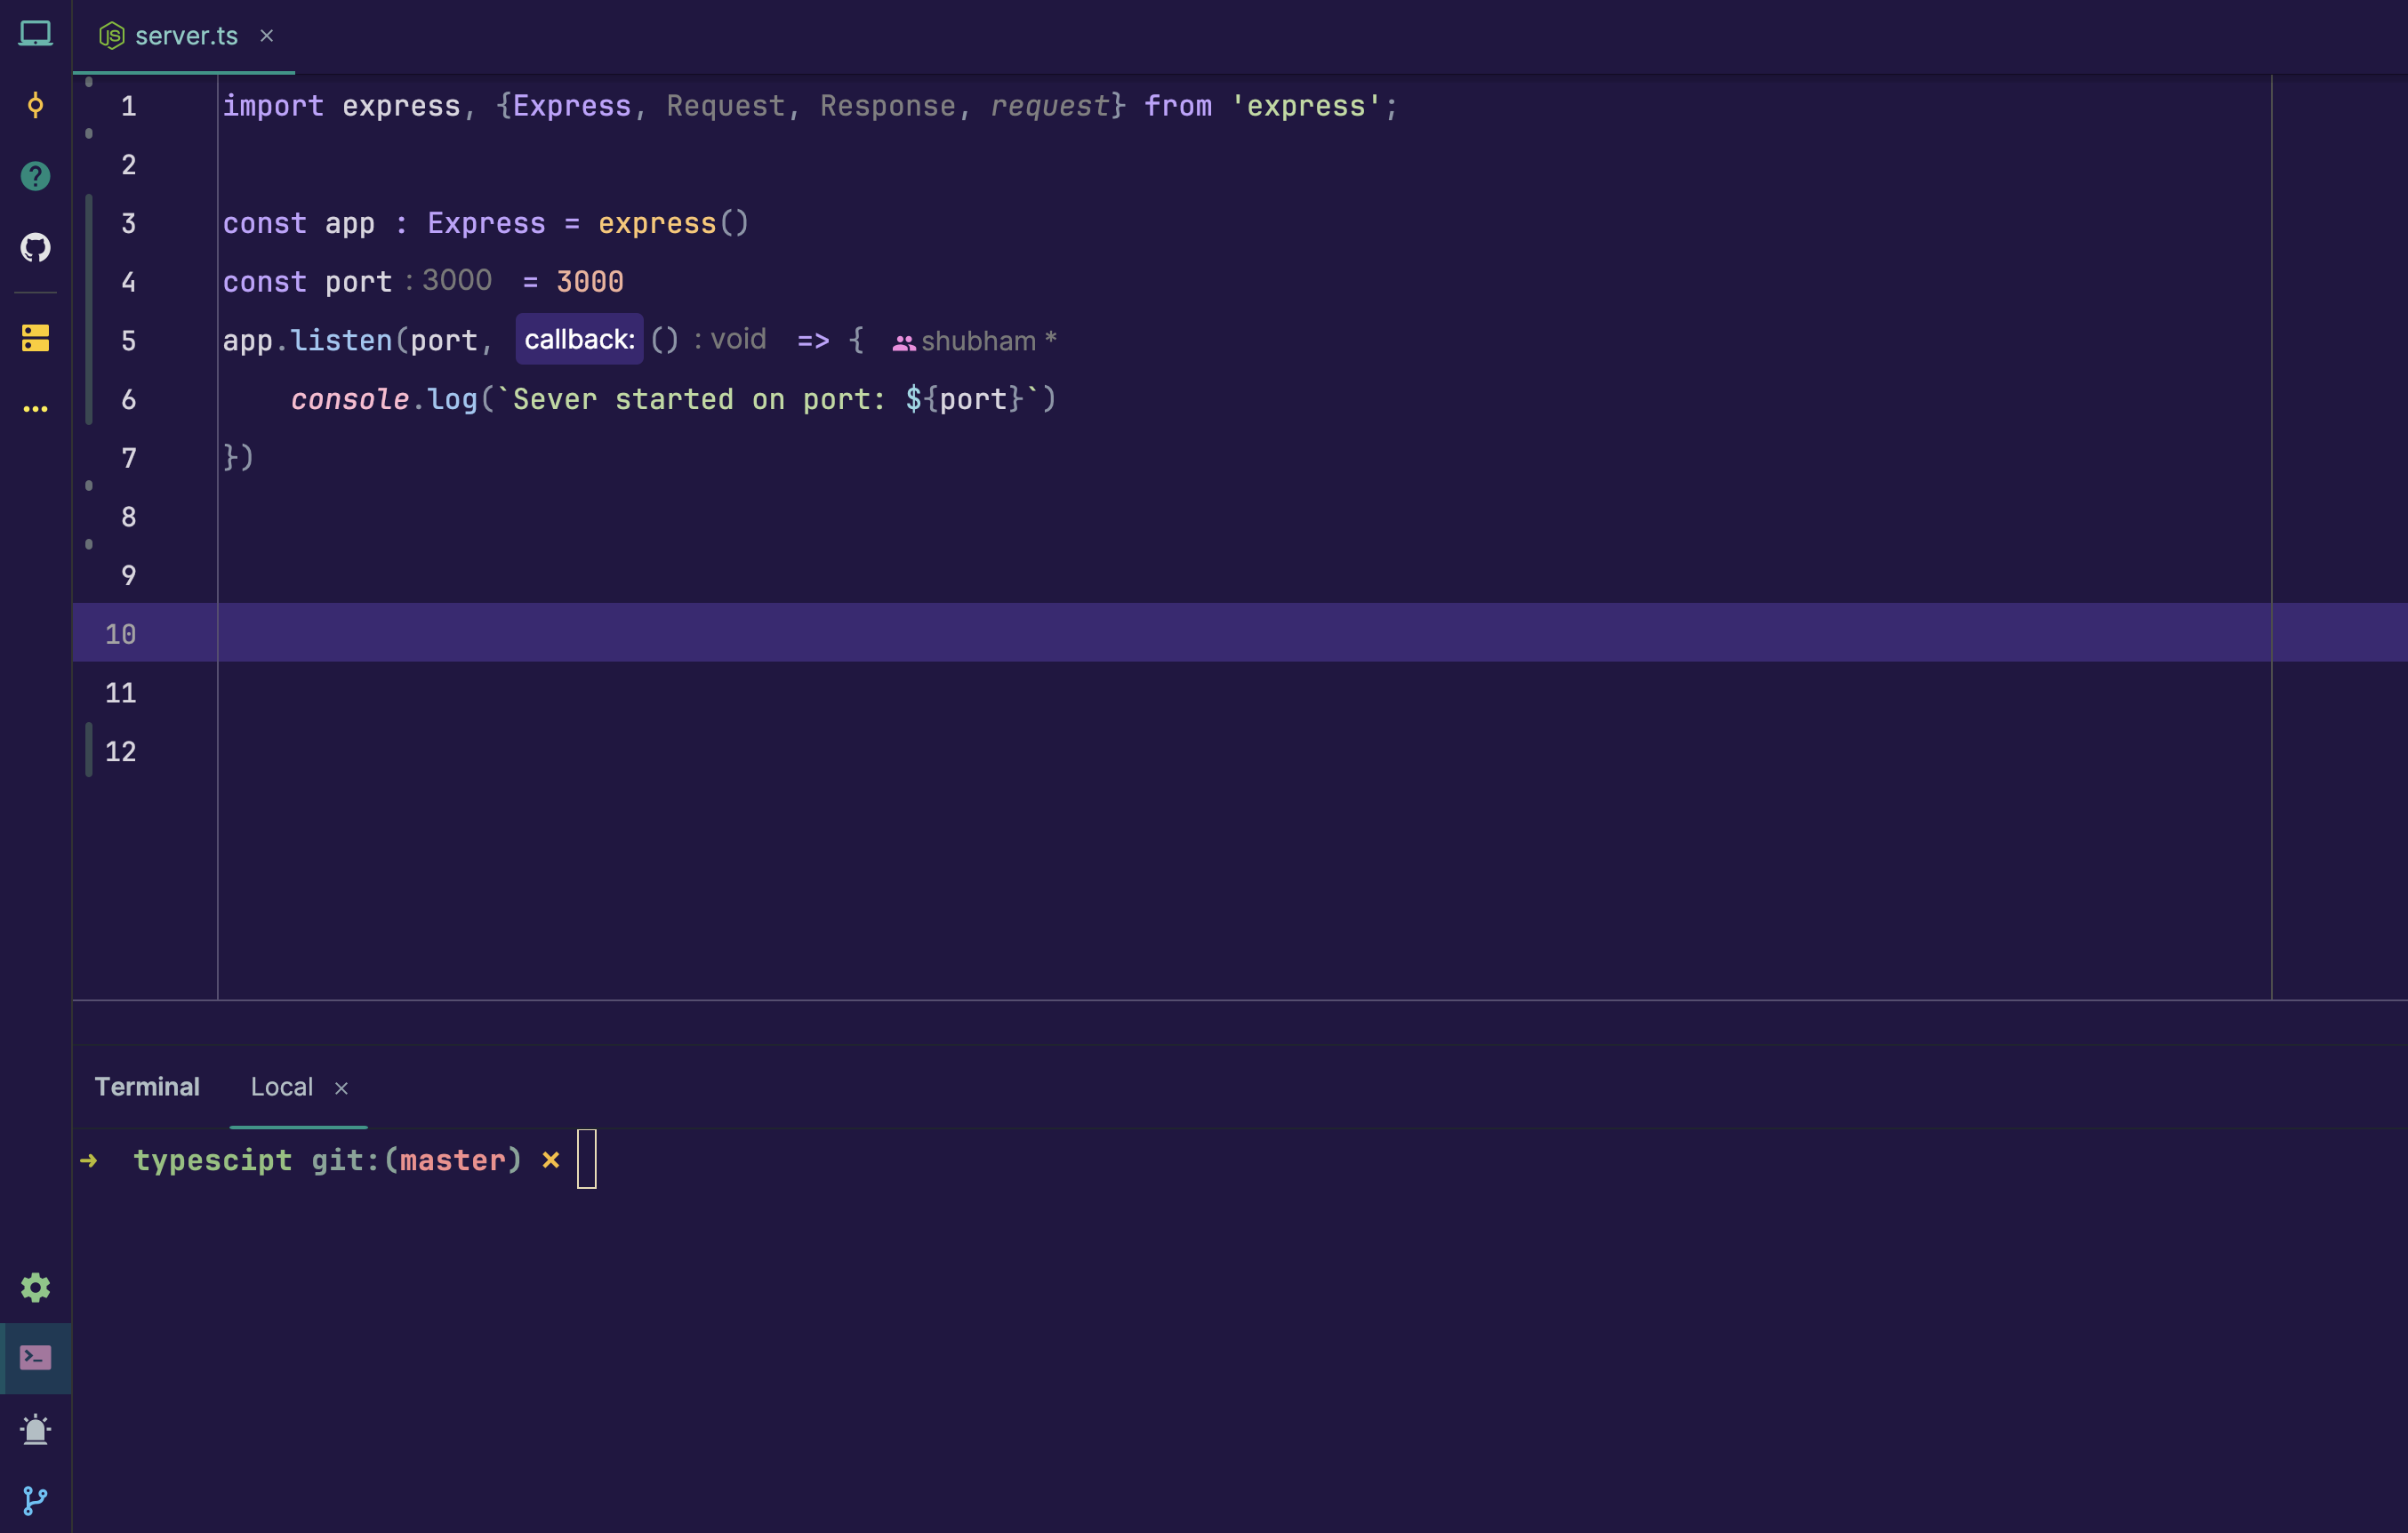 server.ts ×
1 import express, {Express, Request, Response, request} from 'express';
2
3 const app : Express = express()
4 const port : 3000 = 3000
5 app.listen(port, callback: () : void => { shubham *
6 console.log(`Sever started on port: ${port}`)
7 })
8
9
10
11
12
Terminal Local ×
➜ typescipt git:(master) ✗